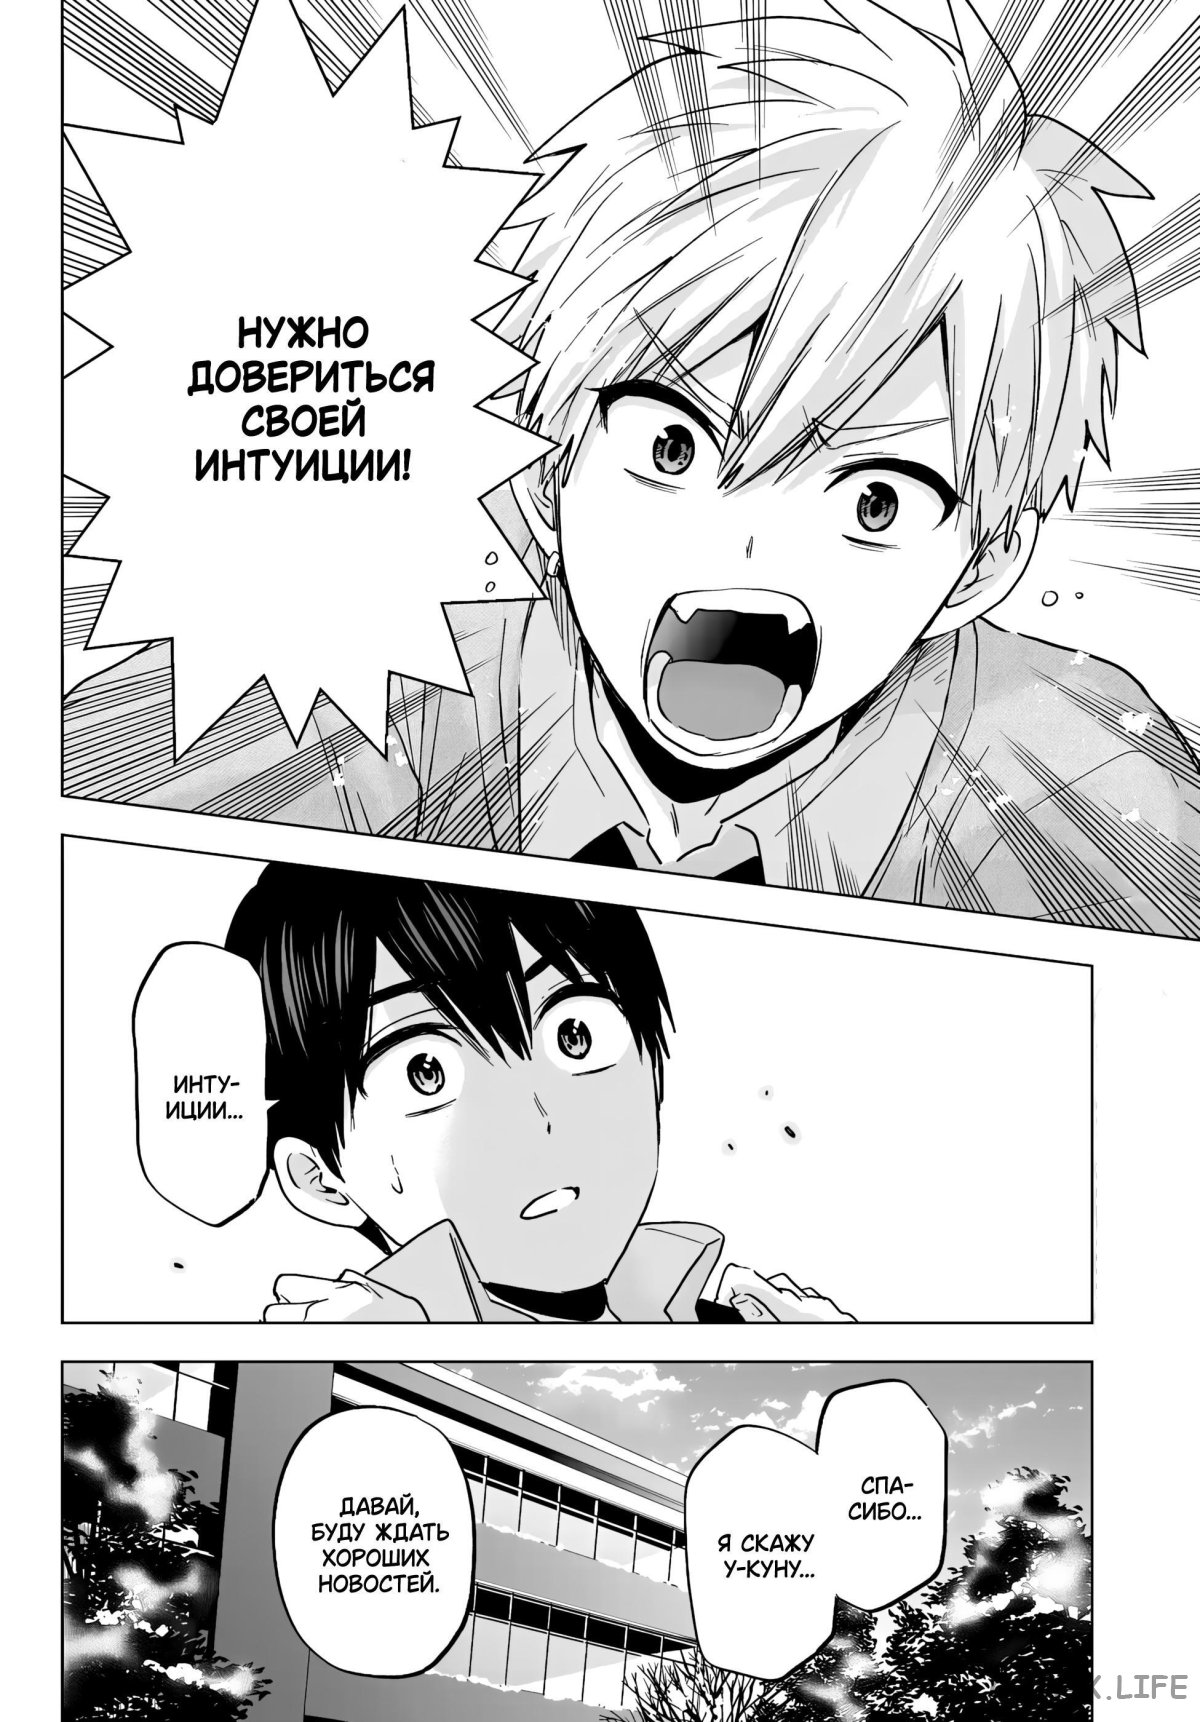 НУЖНО
ДОВЕРИТЬСЯ
СВОЕЙ
ИНТУИЦИИ!
ИНТУ-
ИЦИИ...
СПА-
СИБО...
Я СКАЖУ
У-КУНУ...
ДАВАЙ,
БУДУ ЖДАТЬ
ХОРОШИХ
НОВОСТЕЙ.
X.LIFE